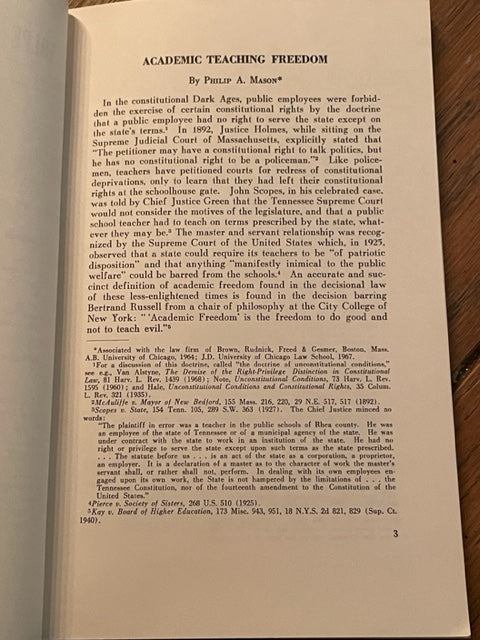 ACADEMIC TEACHING FREEDOM
By PHILIP A. MASON*
In the constitutional Dark Ages, public employees were forbid-
den the exercise of certain constitutional rights by the doctrine
that a public employee had no right to serve the state except on
the state's terms.1 In 1892, Justice Holmes, while sitting on the
Supreme Judicial Court of Massachusetts, explicitly stated that
"The petitioner may have a constitutional right to talk politics, but
he has no constitutional right to be a policeman."2 Like police-
men, teachers have petitioned courts for redress of constitutional
deprivations, only to learn that they had left their constitutional
rights at the schoolhouse gate. John Scopes, in his celebrated case,
was told by Chief Justice Green that the Tennessee Supreme Court
would not consider the motives of the legislature, and that a public
school teacher had to teach on terms prescribed by the state, what-
ever they may be.3 The master and servant relationship was recog-
nized by the Supreme Court of the United States which, in 1925,
observed that a state could require its teachers to be "of patriotic
disposition" and that anything "manifestly inimical to the public
welfare" could be barred from the schools.4 An accurate and suc-
cinct definition of academic freedom found in the decisional law
of these less-enlightened times is found in the decision barring
Bertrand Russell from a chair of philosophy at the City College of
New York: " 'Academic Freedom' is the freedom to do good and
not to teach evil."5
*Associated with the law firm of Brown, Rudnick, Freed & Gesmer, Boston, Mass.
A.B. University of Chicago, 1964; J.D. University of Chicago Law School, 1967.
1For a discussion of this doctrine, called "the doctrine of unconstitutional conditions,"
see e.g., Van Alstyne, The Demise of the Right-Privilege Distinction in Constitutional
Law, 81 Harv. L. Rev. 1439 (1968); Note, Unconstitutional Conditions, 73 Harv. L. Rev.
1595 (1960); and Hale, Unconstitutional Conditions and Constitutional Rights, 35 Colum.
L. Rev. 321 (1935).
2McAuliffe v. Mayor of New Bedford, 155 Mass. 216, 220, 29 N.E. 517, 517 (1892).
3Scopes v. State, 154 Tenn. 105, 289 S.W. 363 (1927). The Chief Justice minced no
words:
"The plaintiff in error was a teacher in the public schools of Rhea county. He was
an employee of the state of Tennessee or of a municipal agency of the state. He was
under contract with the state to work in an institution of the state. He had no
right or privilege to serve the state except upon such terms as the state prescribed.
. . . The statute before us . . . is an act of the state as a corporation, a proprietor,
an employer. It is a declaration of a master as to the character of work the master's
servant shall, or rather shall not, perform. In dealing with its own employees en-
gaged upon its own work, the State is not hampered by the limitations of . . . the
Tennessee Constitution, nor of the fourteenth amendment to the Constitution of the
United States."
4Pierce v. Society of Sisters, 268 U.S. 510 (1925).
5Kay v. Board of Higher Education, 173 Misc. 943, 951, 18 N.Y.S. 2d 821, 829 (Sup. Ct.
1940).
3